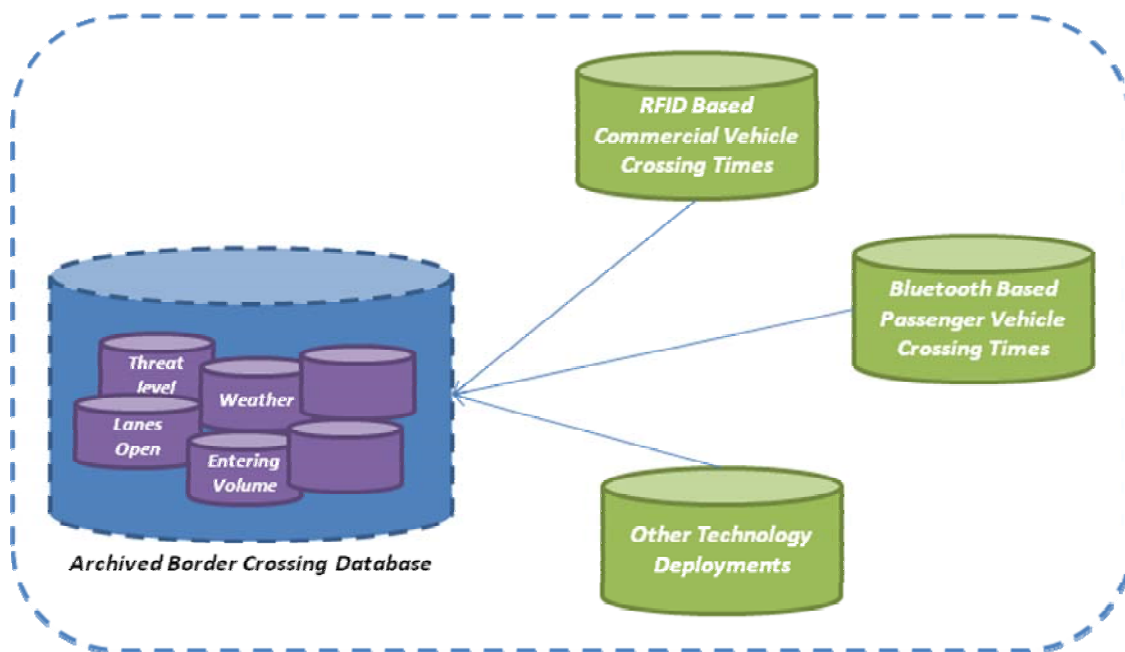 RFID Based
Commercial Vehicle
Crossing Times
Bluetooth Based
Passenger Vehicle
Crossing Times
Threat
level
Weather
Lanes
Open
Entering
Volume
Other Technology
Deployments
Archived Border Crossing Database